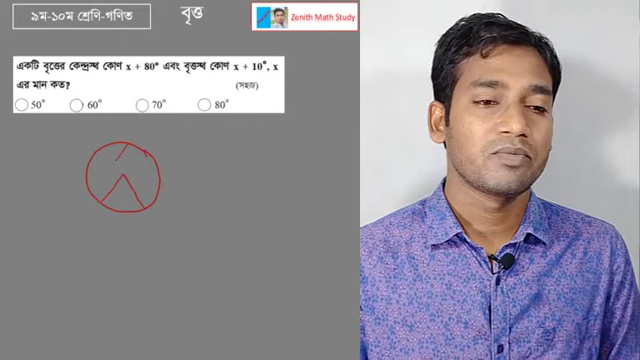 ৯ম-১০ম শ্রেণি-গণিত
বৃত্ত
Zenith Math Study
একটি বৃত্তের কেন্দ্রস্থ কোণ x + 80° এবং বৃত্তস্থ কোণ x + 10°, x
এর মান কত?
(সহজ)
50° 60° 70° 80°